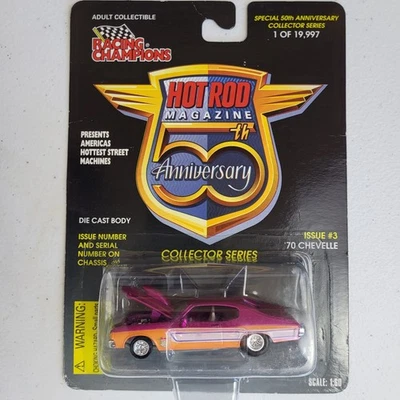 ADULT COLLECTIBLE
RACING
CHAMPIONS
SPECIAL 50th ANNIVERSARY
COLLECTOR SERIES
1 OF 19,997
HOT ROD
MAGAZINE
50th
Anniversary
PRESENTS
AMERICAS
HOTTEST STREET
MACHINES
DIE CAST BODY
ISSUE NUMBER
AND SERIAL
NUMBER ON
CHASSIS
COLLECTOR SERIES
ISSUE #3
'70 CHEVELLE
WARNING:
SCALE: 1:60